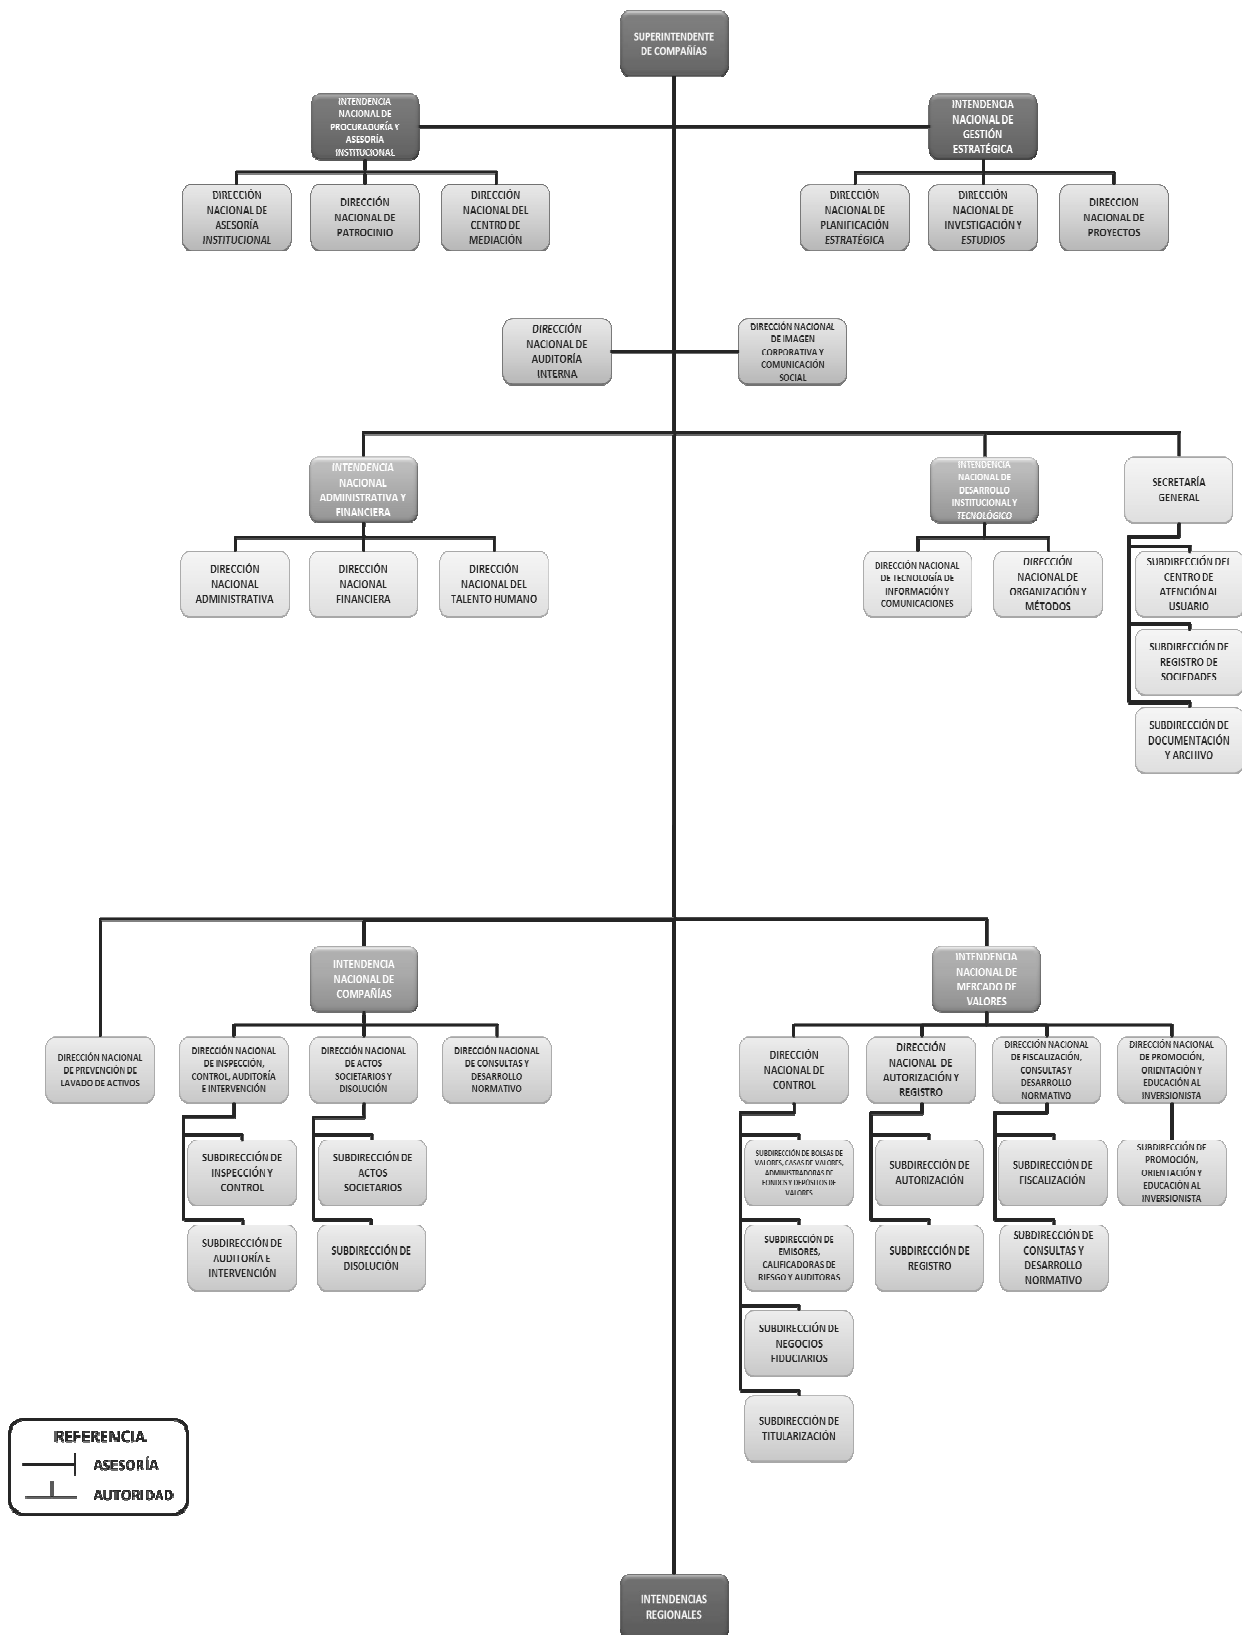 SUPERINTENDENTE
DE COMPAÑÍAS
INTENDENCIA
NACIONAL DE
PROCURADURÍA Y
ASESORÍA
INSTITUCIONAL
INTENDENCIA
NACIONAL DE
GESTIÓN
ESTRATÉGICA
DIRECCIÓN
NACIONAL DE
ASESORÍA
INSTITUCIONAL
DIRECCIÓN
NACIONAL DE
PATROCINIO
DIRECCIÓN
NACIONAL DEL
CENTRO DE
MEDIACIÓN
DIRECCIÓN
NACIONAL DE
PLANIFICACIÓN
ESTRATÉGICA
DIRECCIÓN
NACIONAL DE
INVESTIGACIÓN Y
ESTUDIOS
DIRECCION
NACIONAL DE
PROYECTOS
DIRECCIÓN
NACIONAL DE
AUDITORÍA
INTERNA
DIRECCIÓN NACIONAL
DE IMAGEN
CORPORATIVA Y
COMUNICACIÓN
SOCIAL
INTENDENCIA
NACIONAL
ADMINISTRATIVA Y
FINANCIERA
INTENDENCIA
NACIONAL DE
DESARROLLO
INSTITUCIONAL Y
TECNOLÓGICO
SECRETARÍA
GENERAL
DIRECCIÓN
NACIONAL
ADMINISTRATIVA
DIRECCIÓN
NACIONAL
FINANCIERA
DIRECCIÓN
NACIONAL DEL
TALENTO HUMANO
DIRECCIÓN NACIONAL
DE TECNOLOGÍA DE
INFORMACIÓN Y
COMUNICACIONES
DIRECCIÓN
NACIONAL DE
ORGANIZACIÓN Y
MÉTODOS
SUBDIRECCIÓN DEL
CENTRO DE
ATENCIÓN AL
USUARIO
SUBDIRECCIÓN DE
REGISTRO DE
SOCIEDADES
SUBDIRECCIÓN DE
DOCUMENTACIÓN
Y ARCHIVO
INTENDENCIA
NACIONAL DE
COMPAÑÍAS
INTENDENCIA
NACIONAL DE
MERCADO DE
VALORES
DIRECCIÓN NACIONAL
DE PREVENCIÓN DE
LAVADO DE ACTIVOS
DIRECCIÓN NACIONAL
DE INSPECCIÓN,
CONTROL, AUDITORÍA
E INTERVENCIÓN
DIRECCIÓN NACIONAL
DE ACTOS
SOCIETARIOS Y
DISOLUCIÓN
DIRECCIÓN NACIONAL
DE CONSULTAS Y
DESARROLLO
NORMATIVO
DIRECCIÓN
NACIONAL DE
CONTROL
DIRECCIÓN
NACIONAL DE
AUTORIZACIÓN Y
REGISTRO
DIRECCIÓN NACIONAL
DE FISCALIZACIÓN,
CONSULTAS Y
DESARROLLO
NORMATIVO
DIRECCIÓN NACIONAL
DE PROMOCIÓN,
ORIENTACIÓN Y
EDUCACIÓN AL
INVERSIONISTA
SUBDIRECCIÓN DE
INSPECCIÓN Y
CONTROL
SUBDIRECCIÓN DE
ACTOS
SOCIETARIOS
SUBDIRECCIÓN DE BOLSAS DE
VALORES, CASAS DE VALORES,
ADMINISTRADORAS DE
FONDOS Y DEPÓSITOS DE
VALORES
SUBDIRECCIÓN DE
AUTORIZACIÓN
SUBDIRECCIÓN DE
FISCALIZACIÓN
SUBDIRECCIÓN DE
PROMOCIÓN,
ORIENTACIÓN Y
EDUCACIÓN AL
INVERSIONISTA
SUBDIRECCIÓN DE
AUDITORÍA E
INTERVENCIÓN
SUBDIRECCIÓN DE
DISOLUCIÓN
SUBDIRECCIÓN DE
EMISORES,
CALIFICADORAS DE
RIESGO Y AUDITORAS
SUBDIRECCIÓN DE
REGISTRO
SUBDIRECCIÓN DE
CONSULTAS Y
DESARROLLO
NORMATIVO
SUBDIRECCIÓN DE
NEGOCIOS
FIDUCIARIOS
SUBDIRECCIÓN DE
TITULARIZACIÓN
REFERENCIA
ASESORÍA
AUTORIDAD
INTENDENCIAS
REGIONALES